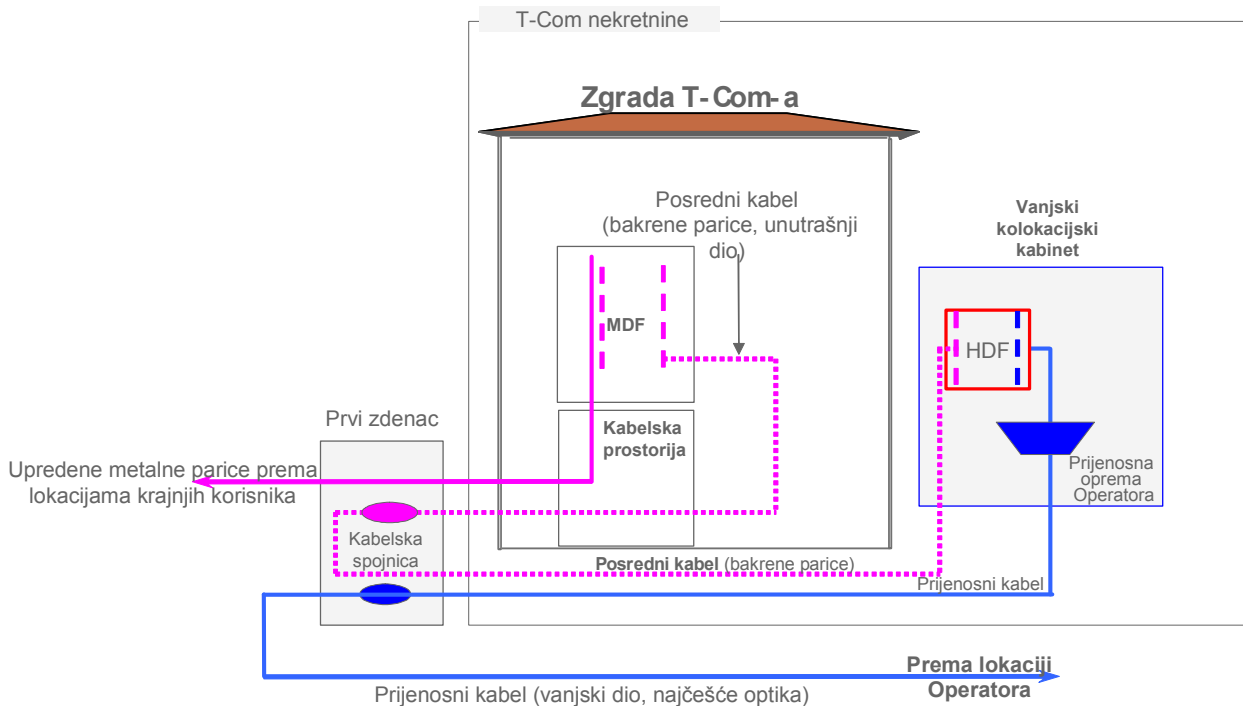 T-Com nekretnine
Zgrada T-Com-a
Posredni kabel
(bakrene parice, unutrašnji
dio)
Vanjski
kolokacijski
kabinet
MDF
HDF
Prvi zdenac
Kabelska
prostorija
Upredene metalne parice prema
lokacijama krajnjih korisnika
Prijenosna
oprema
Operatora
Kabelska
spojnica
Posredni kabel (bakrene parice)
Prijenosni kabel
Prema lokaciji
Operatora
Prijenosni kabel (vanjski dio, najčešće optika)